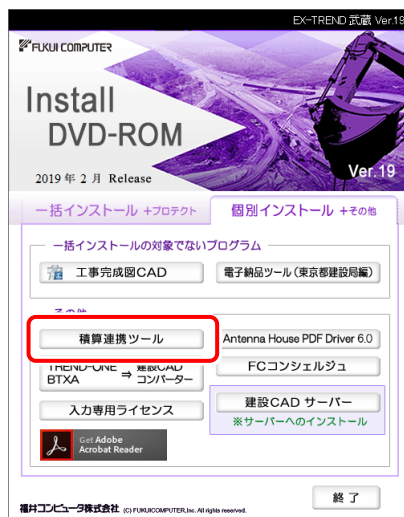 EX-TREND 武蔵 Ver.19
FUKUI COMPUTER
Install
DVD-ROM
2019 年 2 月 Release
Ver.19
一括インストール +プロテクト
個別インストール +その他
一括インストールの対象でないプログラム
工事完成図CAD
電子納品ツール(東京都建設局編)
その他
積算連携ツール
Antenna House PDF Driver 6.0
TREND-ONE BTXA ⇒ 建設CAD コンバーター
FCコンシェルジュ
入力専用ライセンス
建設CAD サーバー
※サーバーへのインストール
Get Adobe
Acrobat Reader
終 了
福井コンピュータ株式会社 (C) FUKUICOMPUTER, Inc. All rights reserved.